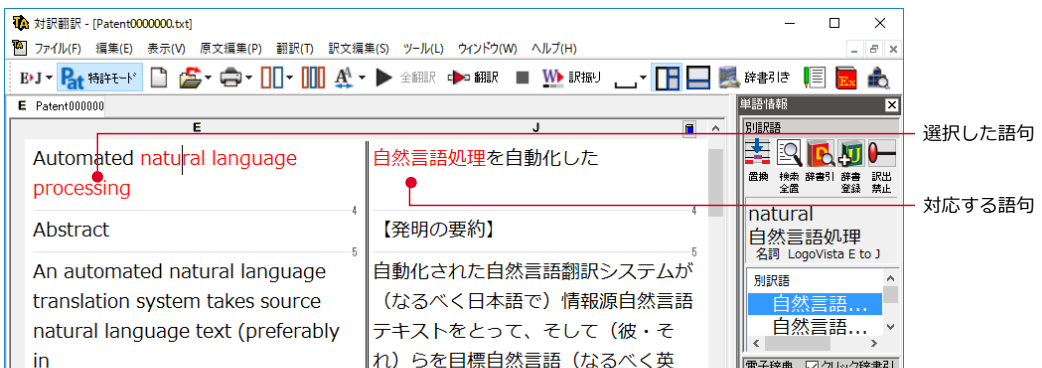 対訳翻訳 - [Patent0000000.txt]
ファイル(F) 編集(E) 表示(V) 原文編集(P) 翻訳(T) 訳文編集(S) ツール(L) ウィンドウ(W) ヘルプ(H)
E▸J Pat 特許モード 全翻訳 翻訳 W 訳振り 辞書引き Ex
E Patent000000
単語情報
E J
別訳語
選択した語句
Automated natural language
processing
自然言語処理を自動化した
置換 検索全置 辞書引 辞書登録 訳出禁止
対応する語句
4 4
natural
自然言語処理
名詞 LogoVista E to J
Abstract
【発明の要約】
5 5
別訳語
自然言語...
自然言語...
An automated natural language
translation system takes source
natural language text (preferably
in
自動化された自然言語翻訳システムが
（なるべく日本語で）情報源自然言語
テキストをとって、そして（彼・そ
れ）らを目標自然言語（なるべく英
電子辞典 クリック辞書引